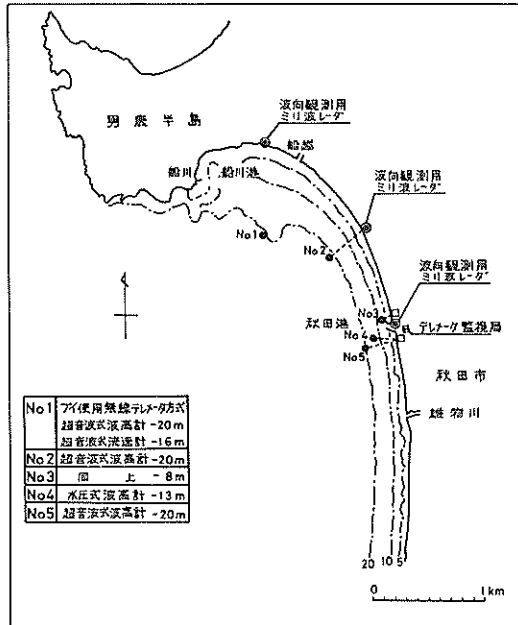 男鹿半島
波向観測用
ミリ波レーダ
船越
船川
船川港
波向観測用
ミリ波レーダ
No1
No2
波向観測用
ミリ波レーダ
No3
秋田港
No4
テレメータ監視局
No5
秋田市
雄物川
No1 ブイ使用無線テレメータ方式
超音波式波高計 -20m
超音波式流速計 -16m
No2 超音波式波高計 -20m
No3 同 上 -8m
No4 水圧式波高計 -13m
No5 超音波式波高計 -20m
20 10 5
0 1km